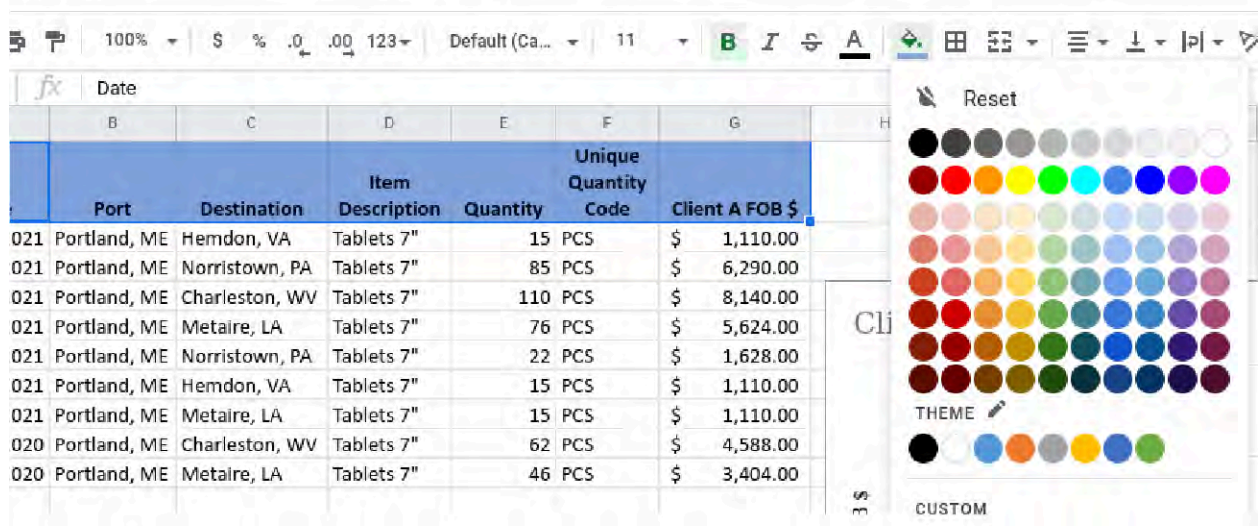 100% $ % .0 .00 123 Default (Ca... 11 B I S A
fx Date
B C D E F G H
Port Destination Item Description Quantity Unique Quantity Code Client A FOB $
021 Portland, ME Hemdon, VA Tablets 7" 15 PCS $ 1,110.00
021 Portland, ME Norristown, PA Tablets 7" 85 PCS $ 6,290.00
021 Portland, ME Charleston, WV Tablets 7" 110 PCS $ 8,140.00
021 Portland, ME Metaire, LA Tablets 7" 76 PCS $ 5,624.00
021 Portland, ME Norristown, PA Tablets 7" 22 PCS $ 1,628.00
021 Portland, ME Hemdon, VA Tablets 7" 15 PCS $ 1,110.00
021 Portland, ME Metaire, LA Tablets 7" 15 PCS $ 1,110.00
020 Portland, ME Charleston, WV Tablets 7" 62 PCS $ 4,588.00
020 Portland, ME Metaire, LA Tablets 7" 46 PCS $ 3,404.00
Cli
Reset
THEME
CUSTOM